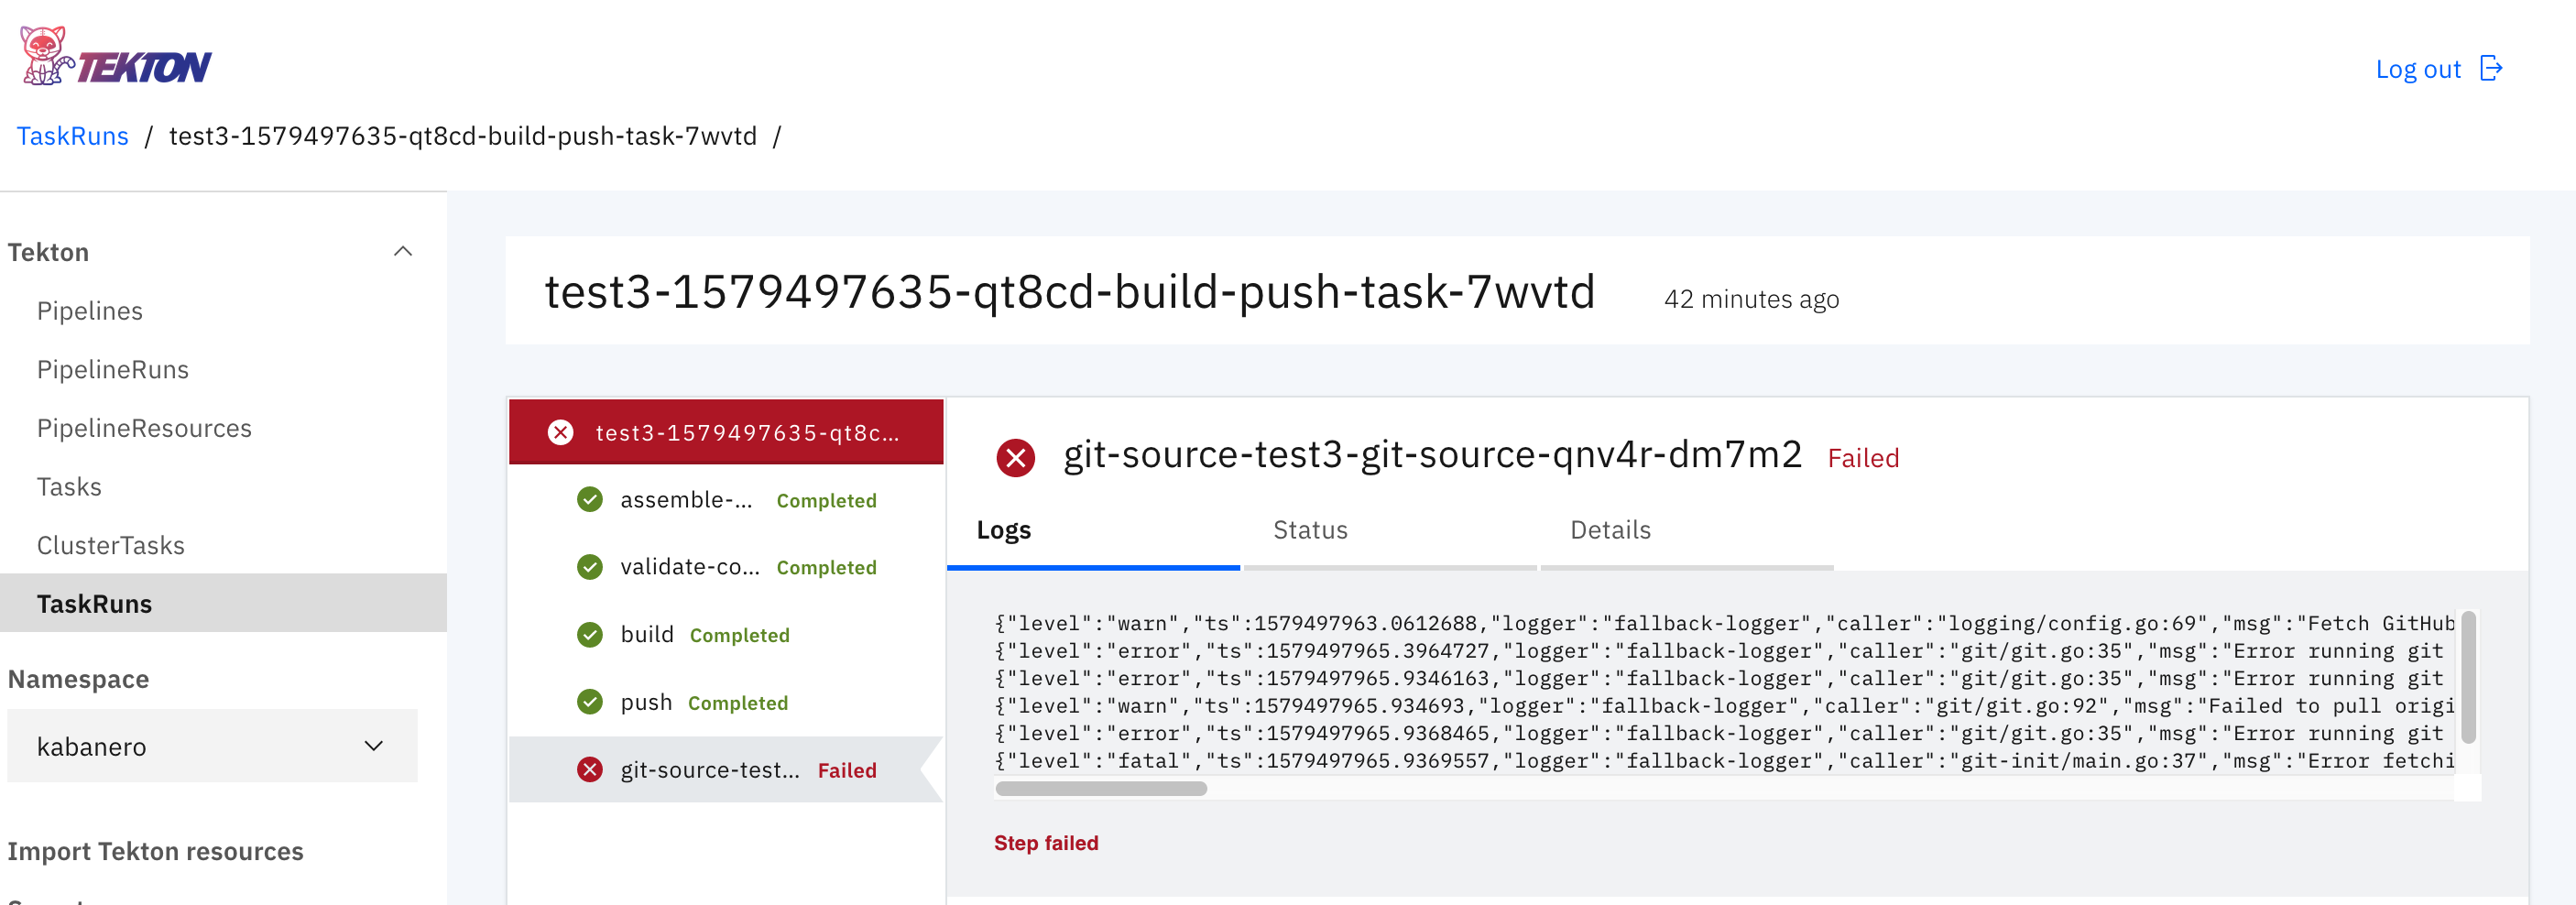 TEKTON
Log out
TaskRuns / test3-1579497635-qt8cd-build-push-task-7wvtd /
Tekton
Pipelines
PipelineRuns
PipelineResources
Tasks
ClusterTasks
TaskRuns
Namespace
kabanero
Import Tekton resources
test3-1579497635-qt8cd-build-push-task-7wvtd 42 minutes ago
test3-1579497635-qt8c...
assemble-... Completed
validate-co... Completed
build Completed
push Completed
git-source-test... Failed
git-source-test3-git-source-qnv4r-dm7m2 Failed
Logs Status Details
{"level":"warn","ts":1579497963.0612688,"logger":"fallback-logger","caller":"logging/config.go:69","msg":"Fetch GitHub
{"level":"error","ts":1579497965.3964727,"logger":"fallback-logger","caller":"git/git.go:35","msg":"Error running git
{"level":"error","ts":1579497965.9346163,"logger":"fallback-logger","caller":"git/git.go:35","msg":"Error running git
{"level":"warn","ts":1579497965.934693,"logger":"fallback-logger","caller":"git/git.go:92","msg":"Failed to pull origi
{"level":"error","ts":1579497965.9368465,"logger":"fallback-logger","caller":"git/git.go:35","msg":"Error running git
{"level":"fatal","ts":1579497965.9369557,"logger":"fallback-logger","caller":"git-init/main.go:37","msg":"Error fetchi
Step failed